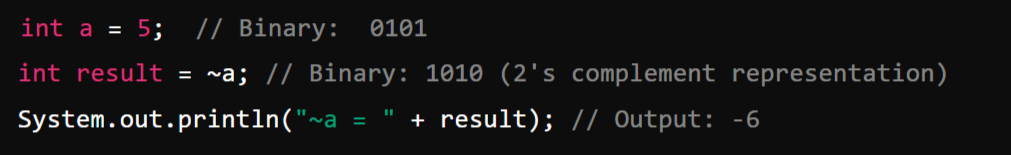 int a = 5;  // Binary:  0101
int result = ~a; // Binary: 1010 (2's complement representation)
System.out.println("~a = " + result); // Output: -6